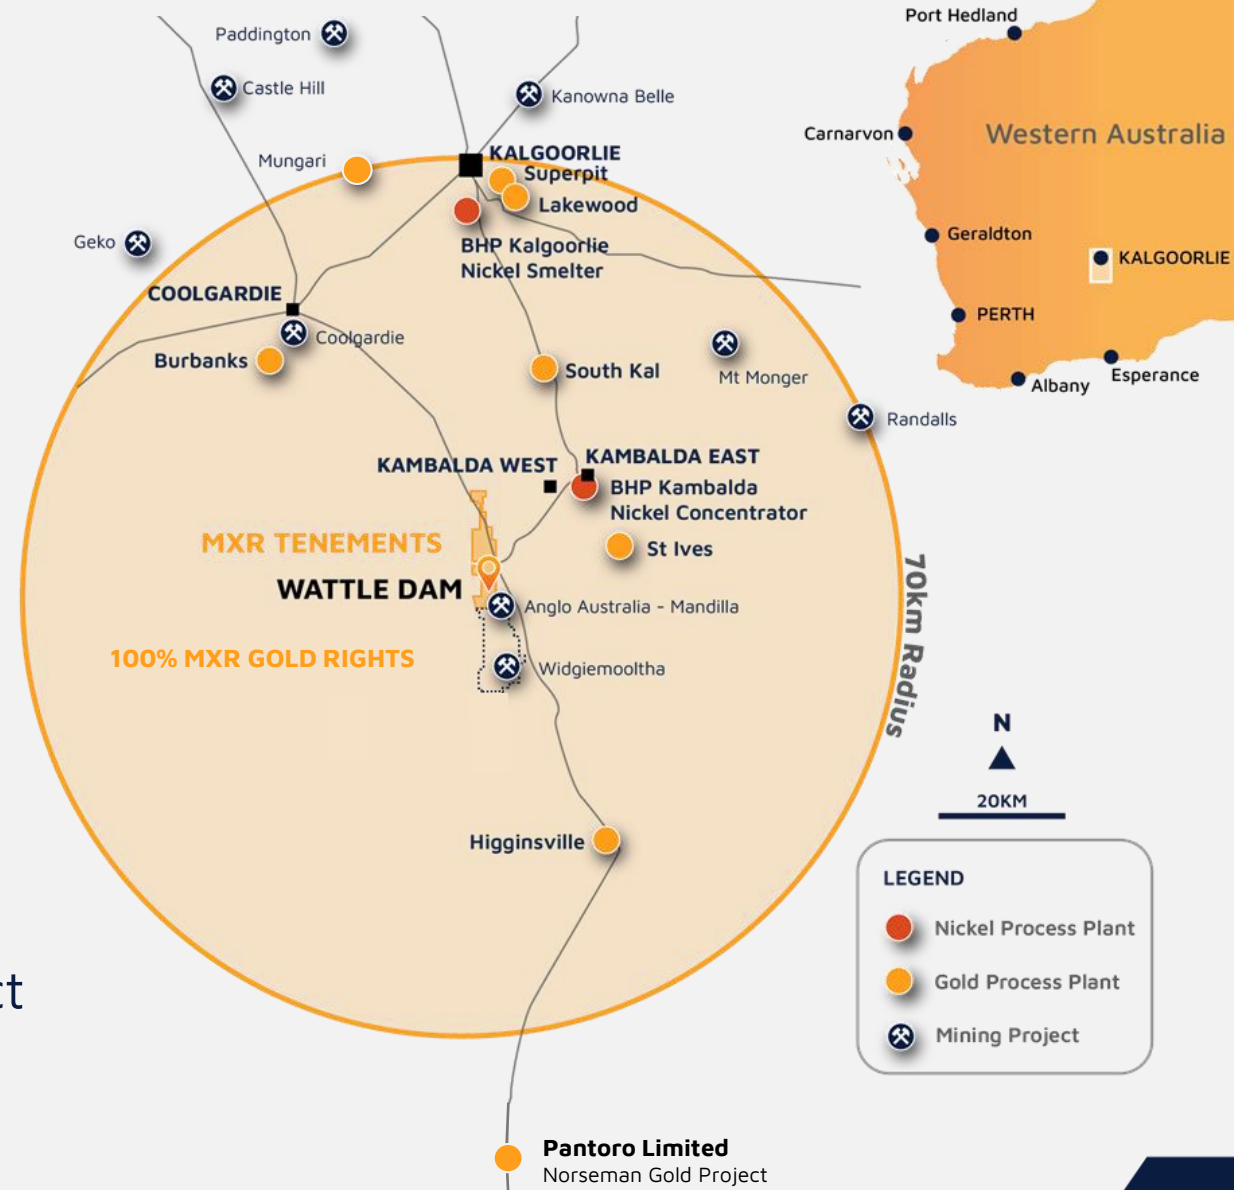 Port Hedland
Paddington
Castle Hill
Kanowna Belle
Carnarvon
Western Australia
KALGOORLIE
Mungari
Superpit
Lakewood
Geko
BHP Kalgoorlie
Nickel Smelter
Geraldton
KALGOORLIE
COOLGARDIE
PERTH
Coolgardie
Burbanks
South Kal
Mt Monger
Albany
Esperance
Randalls
KAMBALDA WEST
KAMBALDA EAST
BHP Kambalda
Nickel Concentrator
MXR TENEMENTS
St Ives
WATTLE DAM
Anglo Australia - Mandilla
70km Radius
100% MXR GOLD RIGHTS
Widgiemooltha
N
20KM
Higginsville
LEGEND
Nickel Process Plant
Gold Process Plant
Mining Project
ct
Pantoro Limited
Norseman Gold Project